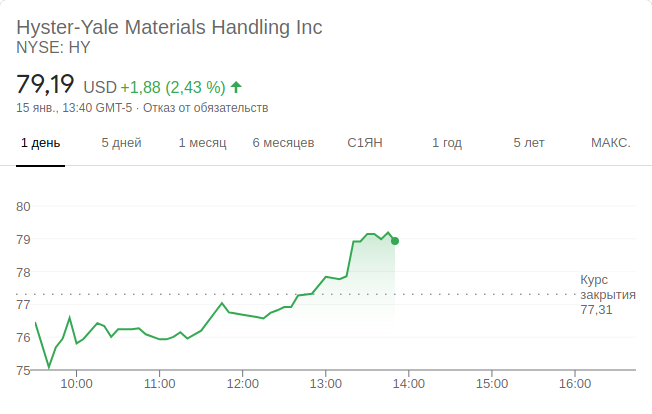 Hyster-Yale Materials Handling Inc
NYSE: HY
79,19 USD +1,88 (2,43 %)
15 янв., 13:40 GMT-5 · Отказ от обязательств
1 день 5 дней 1 месяц 6 месяцев С1ЯН 1 год 5 лет МАКС.
80
79
78
Курс
закрытия
77,31
77
76
75
10:00 11:00 12:00 13:00 14:00 15:00 16:00